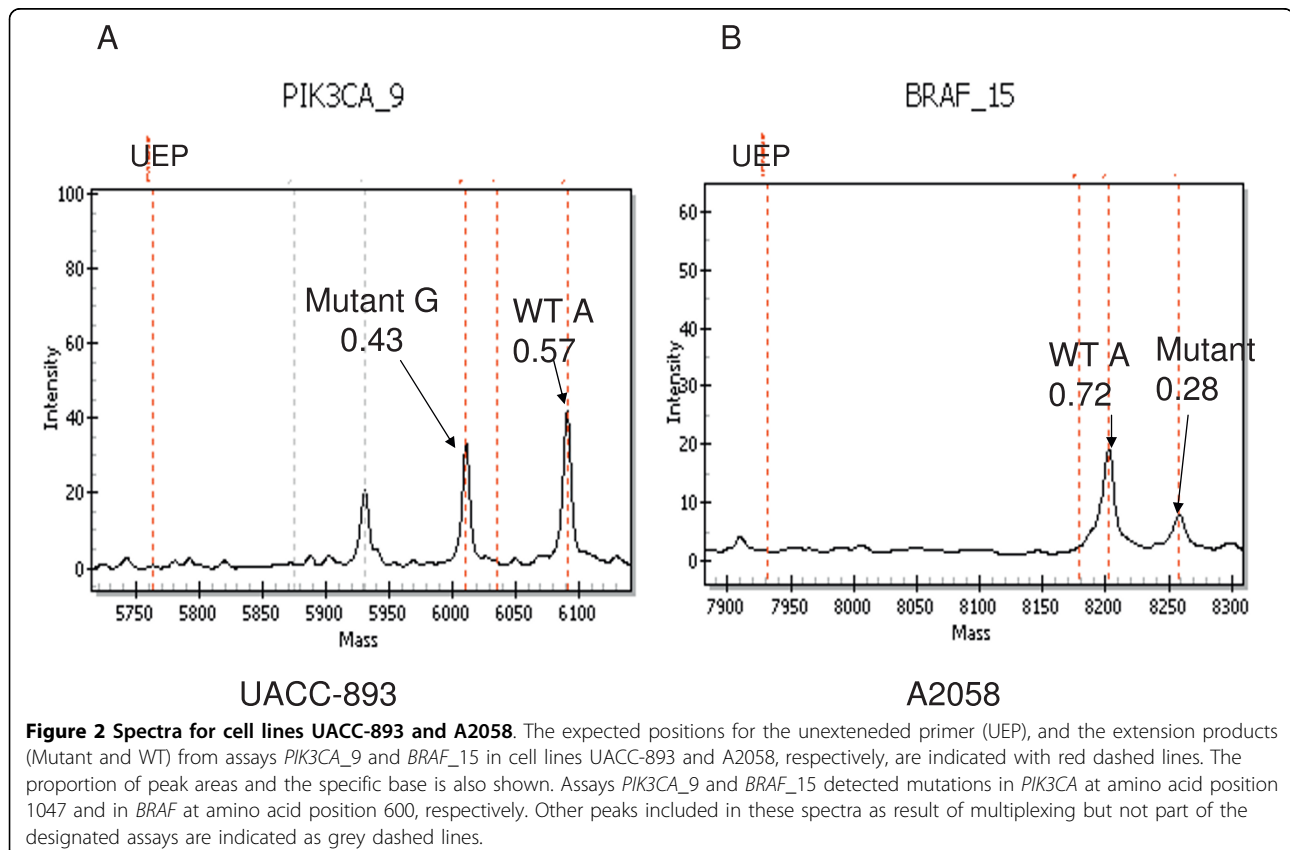 A
B
PIK3CA_9
BRAF_15
UEP
UEP
100
80
60
40
20
0
Intensity
Mutant G
0.43
WT A
0.57
5750 5800 5850 5900 5950 6000 6050 6100
Mass
60
50
40
30
20
10
0
Intensity
WT A
0.72
Mutant
0.28
7900 7950 8000 8050 8100 8150 8200 8250 8300
Mass
UACC-893
A2058
Figure 2 Spectra for cell lines UACC-893 and A2058. The expected positions for the unexteneded primer (UEP), and the extension products
(Mutant and WT) from assays PIK3CA_9 and BRAF_15 in cell lines UACC-893 and A2058, respectively, are indicated with red dashed lines. The
proportion of peak areas and the specific base is also shown. Assays PIK3CA_9 and BRAF_15 detected mutations in PIK3CA at amino acid position
1047 and in BRAF at amino acid position 600, respectively. Other peaks included in these spectra as result of multiplexing but not part of the
designated assays are indicated as grey dashed lines.